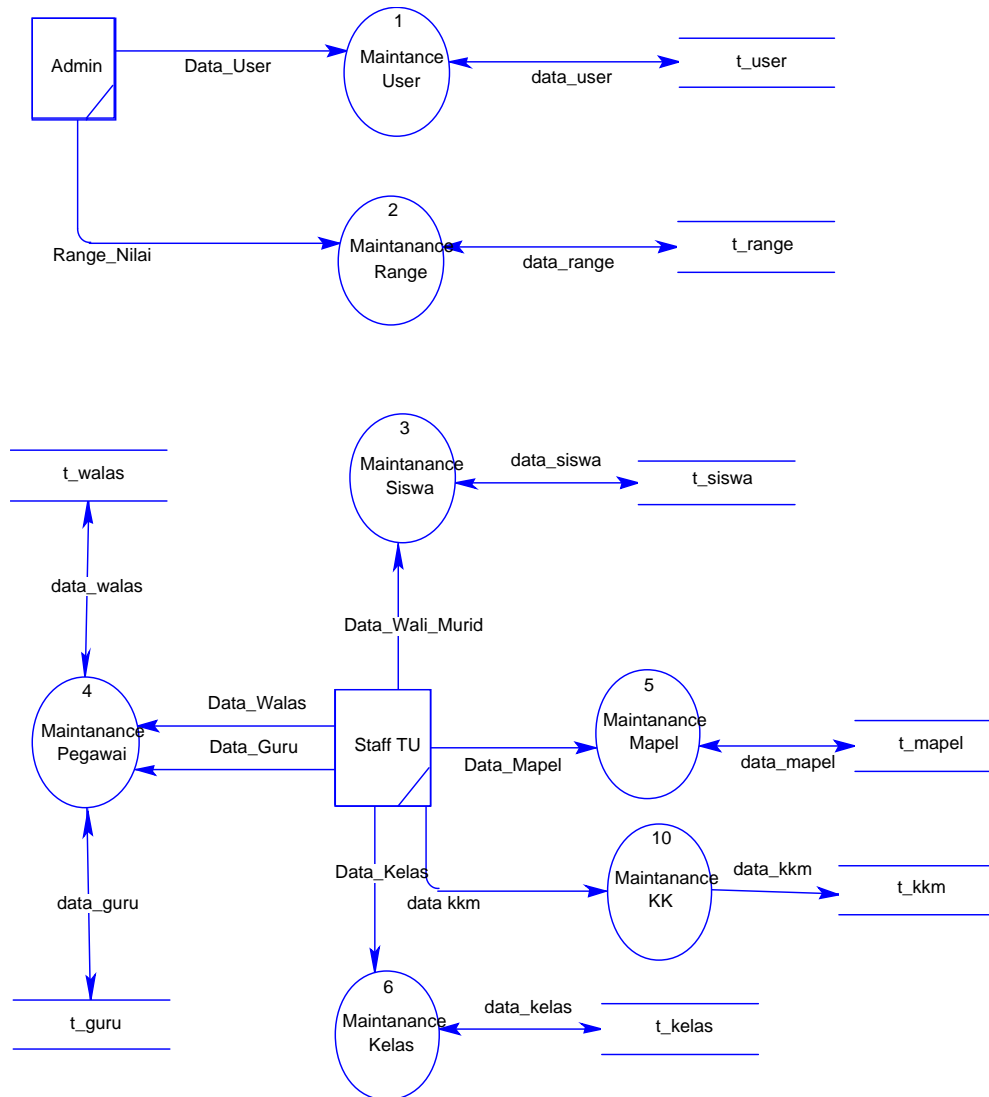 1
Admin
Maintance
User
Data_User
data_user
t_user
2
Maintanance
Range
Range_Nilai
data_range
t_range
3
Maintanance
Siswa
data_siswa
t_siswa
t_walas
data_walas
Data_Wali_Murid
4
Maintanance
Pegawai
Data_Walas
Data_Guru
Staff TU
5
Maintanance
Mapel
Data_Mapel
data_mapel
t_mapel
10
Maintanance
KK
Data_Kelas
data kkm
data_kkm
t_kkm
data_guru
t_guru
6
Maintanance
Kelas
data_kelas
t_kelas